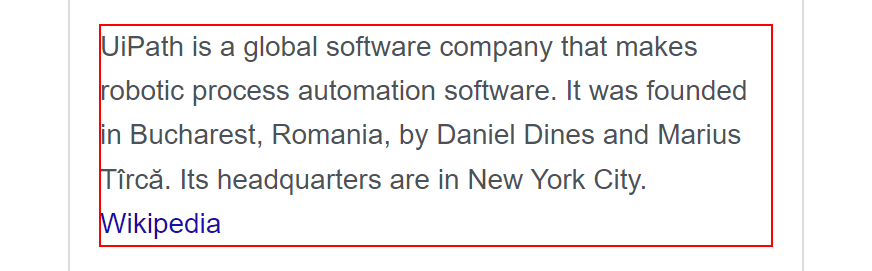 UiPath is a global software company that makes
robotic process automation software. It was founded
in Bucharest, Romania, by Daniel Dines and Marius
Tîrcă. Its headquarters are in New York City.
Wikipedia